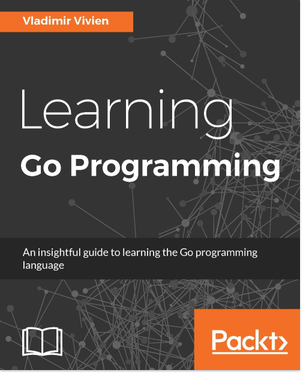 Vladimir Vivien
Learning
Go Programming
An insightful guide to learning the Go programming
language
Packt>